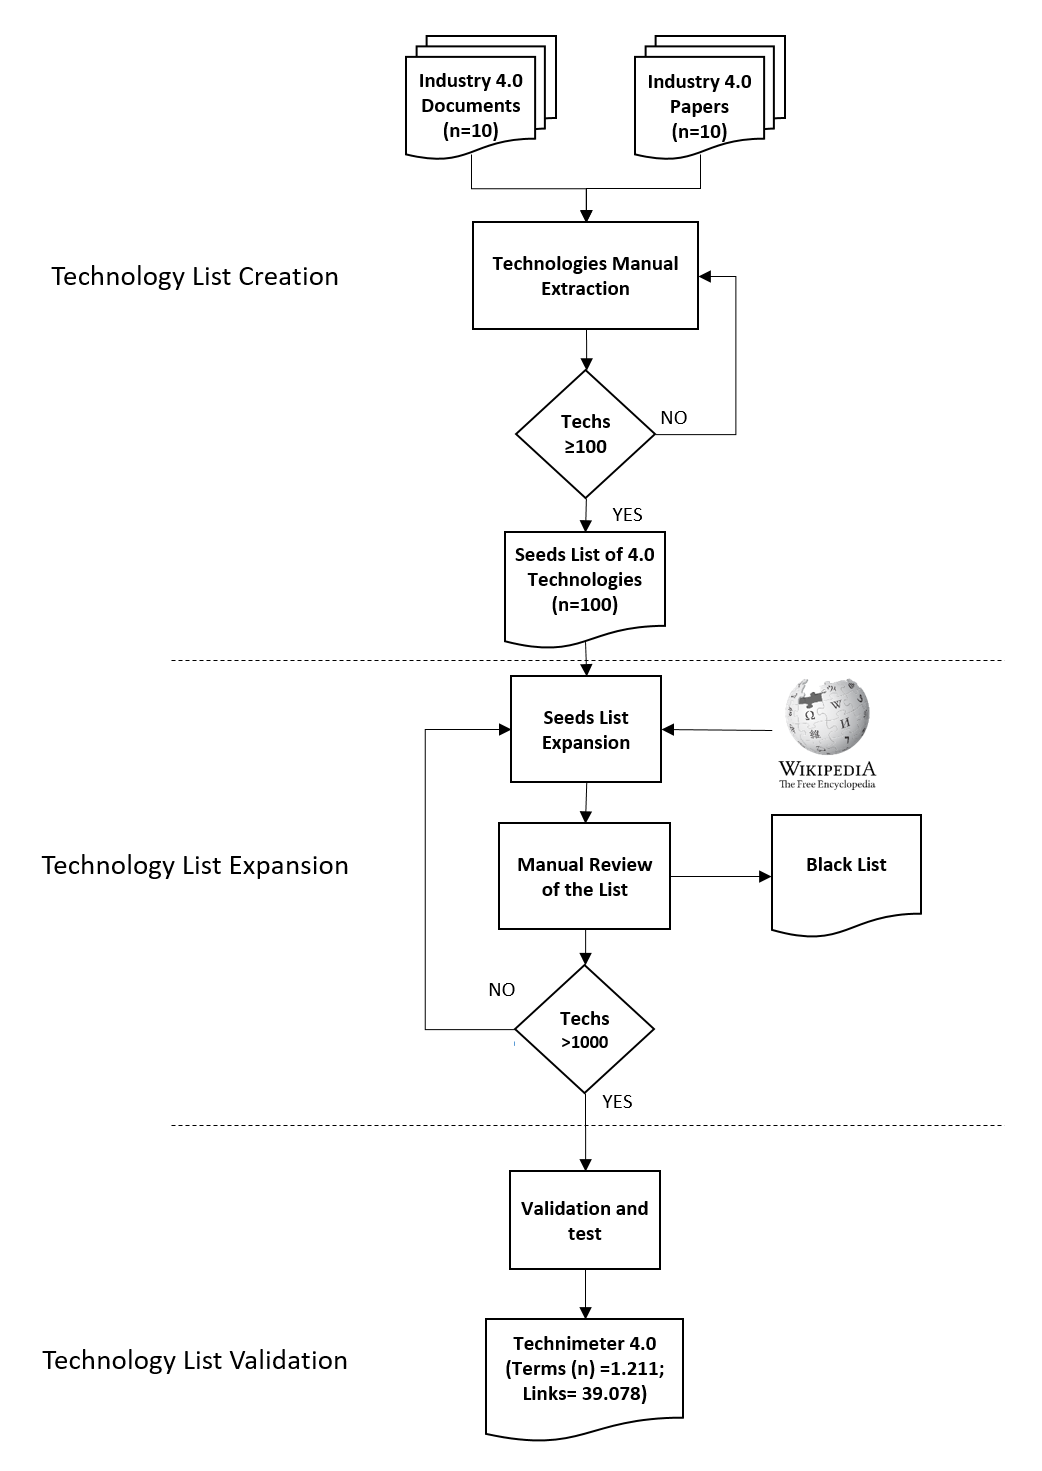 Industry 4.0
Documents
(n=10)
Industry 4.0
Papers
(n=10)
Technology List Creation
Technologies Manual
Extraction
Techs
≥100
NO
YES
Seeds List of 4.0
Technologies
(n=100)
Seeds List
Expansion
Ω
W
И
WIKIPEDIA
The Free Encyclopedia
Technology List Expansion
Manual Review
of the List
Black List
NO
Techs
>1000
YES
Validation and
test
Technology List Validation
Technimeter 4.0
(Terms (n) =1.211;
Links= 39.078)